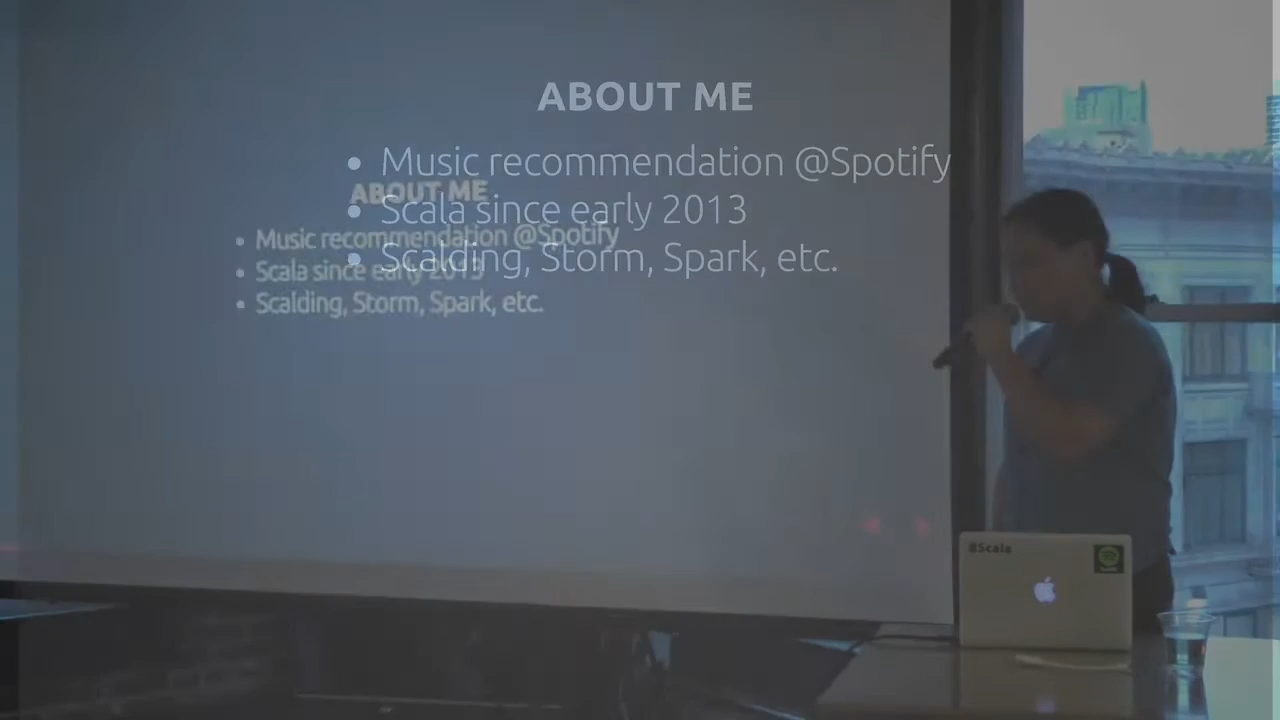 ABOUT ME
• Music recommendation @Spotify
• Scala since early 2013
• Scalding, Storm, Spark, etc.
ABOUT ME
• Music recommendation @Spotify
• Scala since early 2013
• Scalding, Storm, Spark, etc.
#Scala